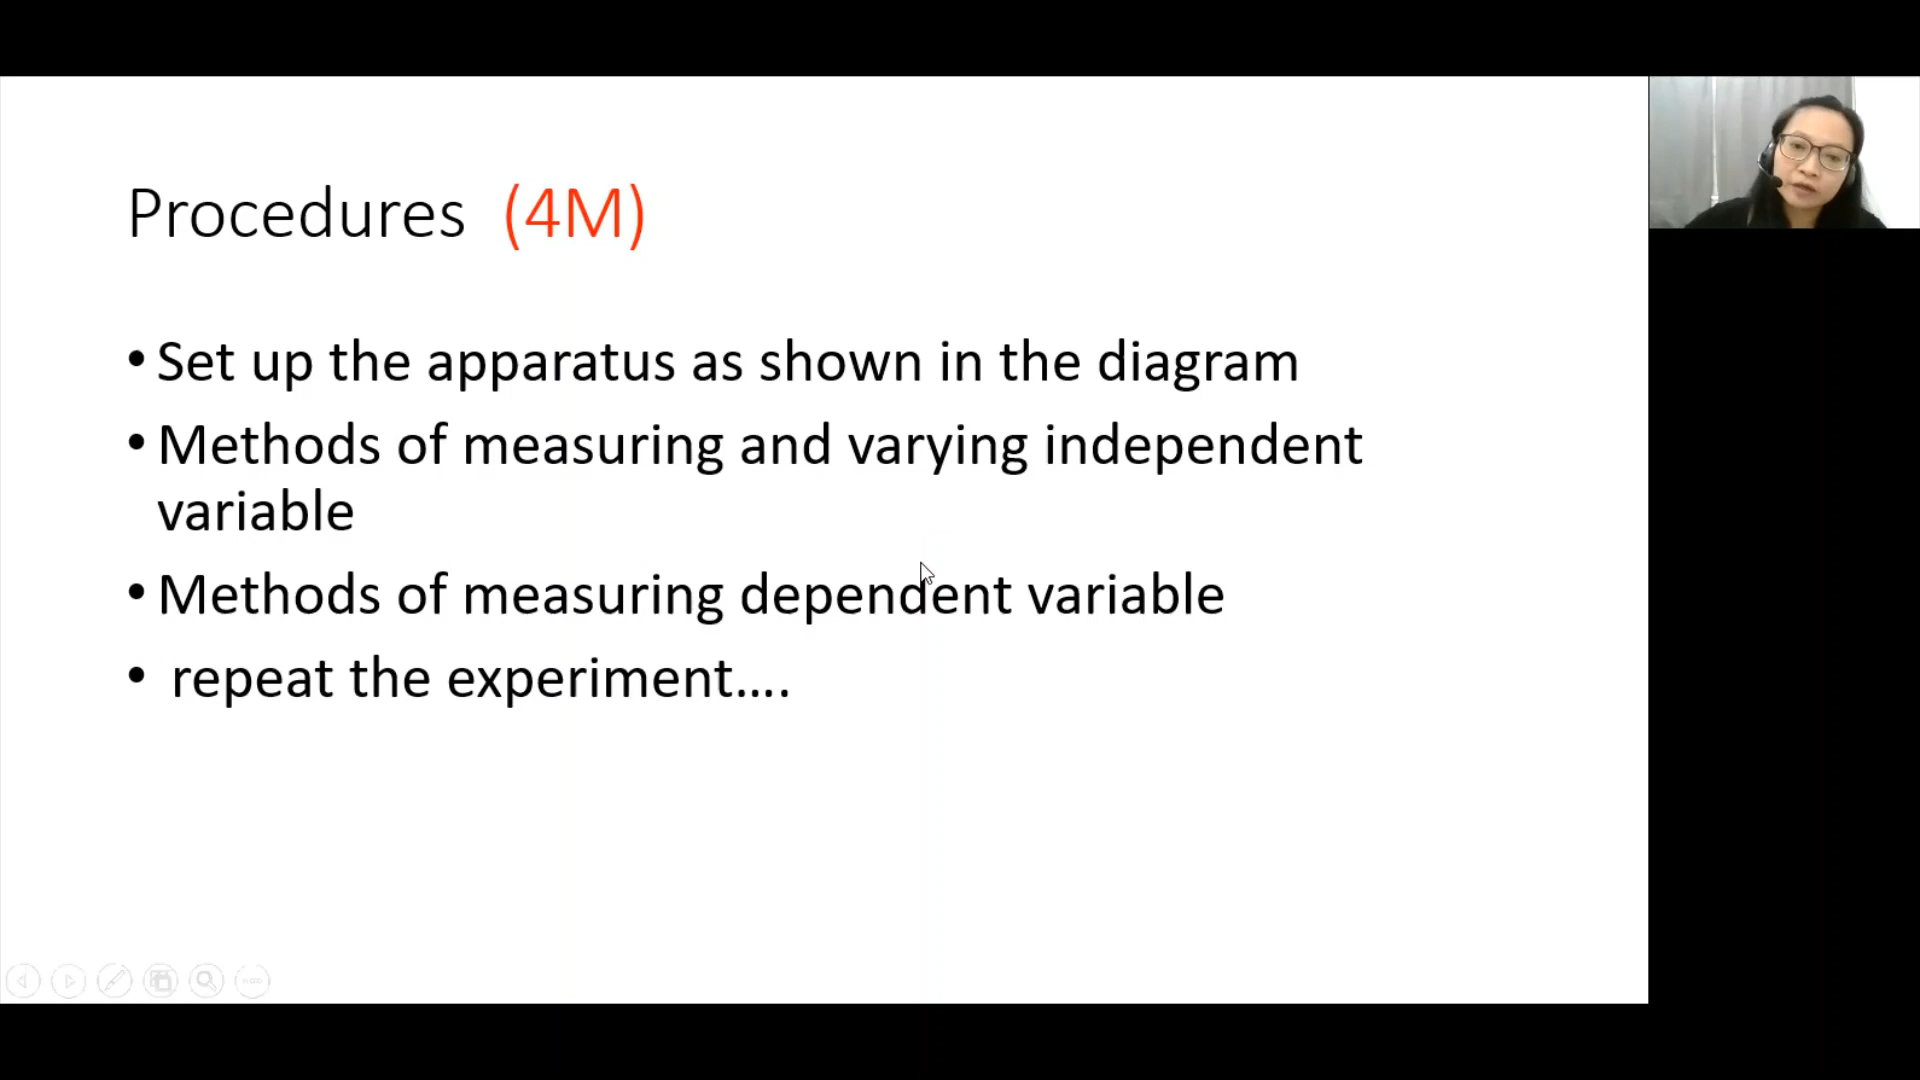 Procedures (4M)
• Set up the apparatus as shown in the diagram
• Methods of measuring and varying independent
variable
• Methods of measuring dependent variable
• repeat the experiment....